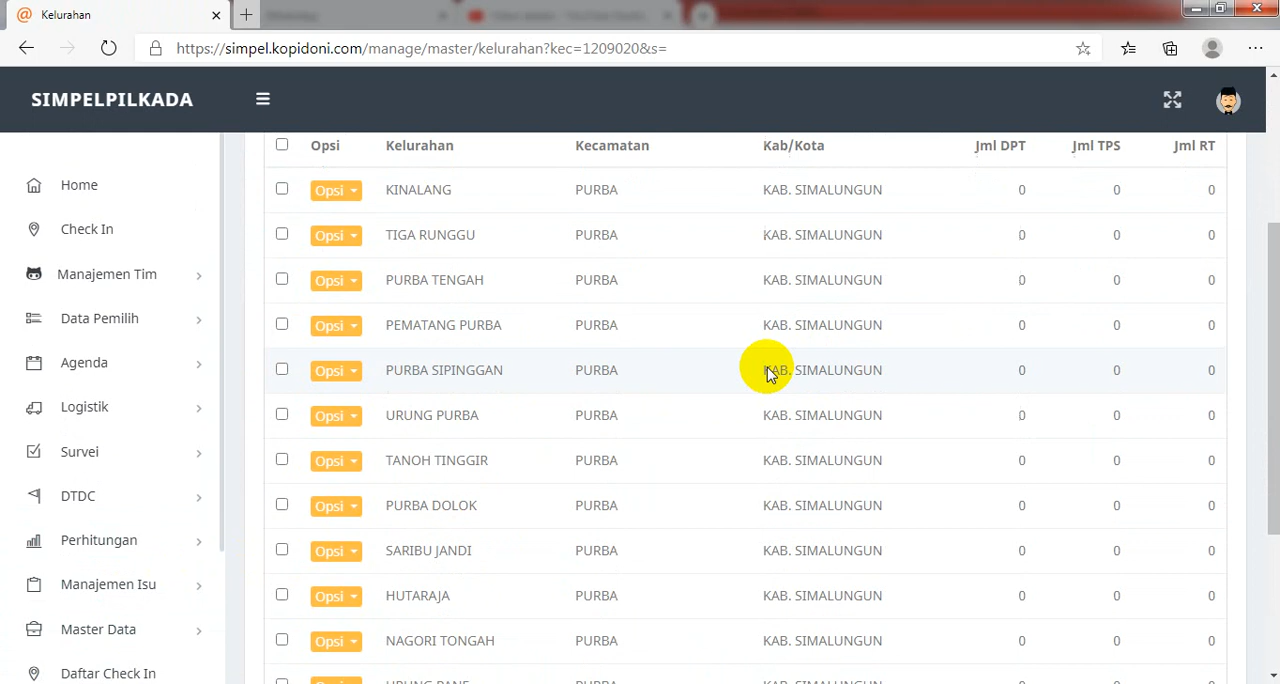 Kelurahan
https://simpel.kopidoni.com/manage/master/kelurahan?kec=1209020&s=
SIMPELPILKADA
Home
Check In
Manajemen Tim
Data Pemilih
Agenda
Logistik
Survei
DTDC
Perhitungan
Manajemen Isu
Master Data
Daftar Check In
Opsi Kelurahan Kecamatan Kab/Kota Jml DPT Jml TPS Jml RT
Opsi KINALANG PURBA KAB. SIMALUNGUN 0 0 0
Opsi TIGA RUNGGU PURBA KAB. SIMALUNGUN 0 0 0
Opsi PURBA TENGAH PURBA KAB. SIMALUNGUN 0 0 0
Opsi PEMATANG PURBA PURBA KAB. SIMALUNGUN 0 0 0
Opsi PURBA SIPINGGAN PURBA KAB. SIMALUNGUN 0 0 0
Opsi URUNG PURBA PURBA KAB. SIMALUNGUN 0 0 0
Opsi TANOH TINGGIR PURBA KAB. SIMALUNGUN 0 0 0
Opsi PURBA DOLOK PURBA KAB. SIMALUNGUN 0 0 0
Opsi SARIBU JANDI PURBA KAB. SIMALUNGUN 0 0 0
Opsi HUTARAJA PURBA KAB. SIMALUNGUN 0 0 0
Opsi NAGORI TONGAH PURBA KAB. SIMALUNGUN 0 0 0